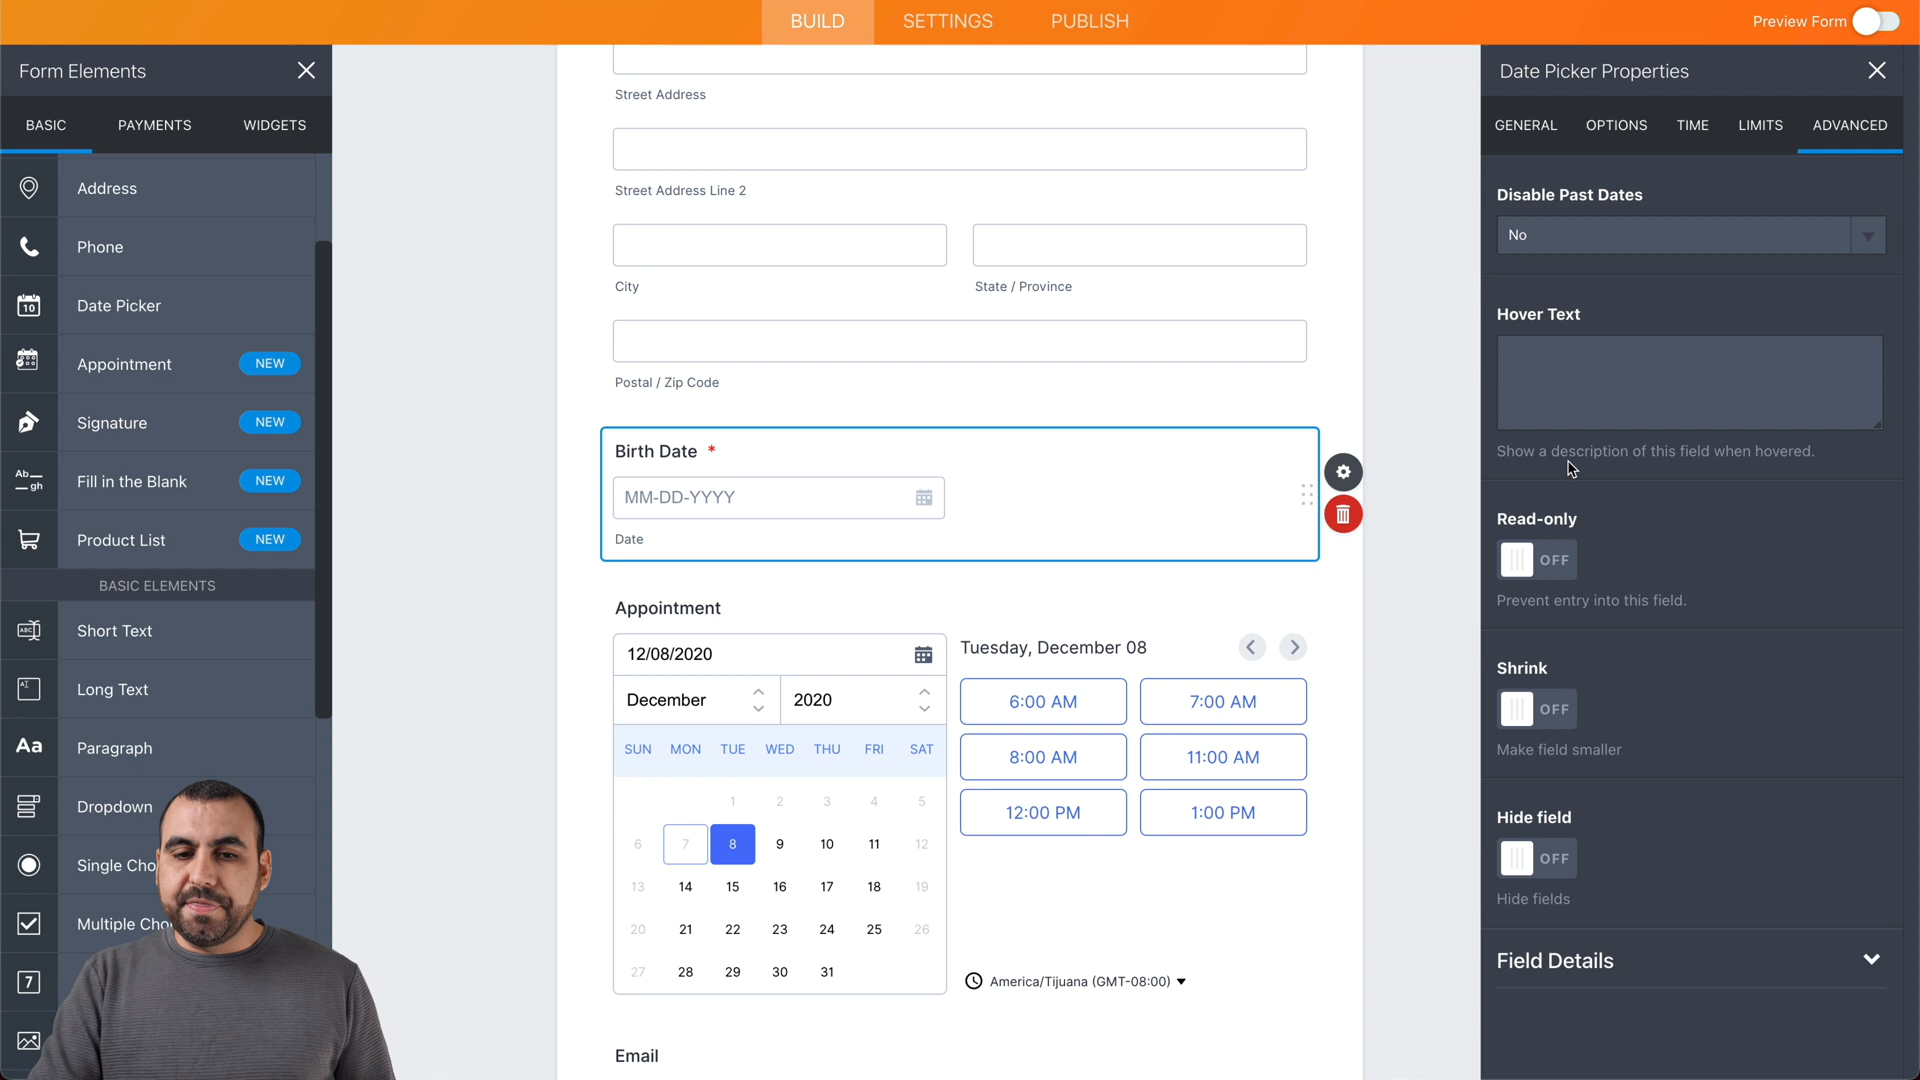 BUILD
SETTINGS
PUBLISH
Preview Form
Form Elements
BASIC
PAYMENTS
WIDGETS
Address
Phone
10
Date Picker
Appointment
NEW
Signature
NEW
Ab
gh
Fill in the Blank
NEW
Product List
NEW
BASIC ELEMENTS
ABC
Short Text
Long Text
Aa
Paragraph
Dropdown
Single Cho
Multiple Cho
7
Street Address
Street Address Line 2
City
State / Province
Postal / Zip Code
Birth Date *
MM-DD-YYYY
Date
Appointment
12/08/2020
December
2020
SUN MON TUE WED THU FRI SAT
1 2 3 4 5
6 7 8 9 10 11 12
13 14 15 16 17 18 19
20 21 22 23 24 25 26
27 28 29 30 31
Tuesday, December 08
6:00 AM
7:00 AM
8:00 AM
11:00 AM
12:00 PM
1:00 PM
America/Tijuana (GMT-08:00)
Email
Date Picker Properties
GENERAL
OPTIONS
TIME
LIMITS
ADVANCED
Disable Past Dates
No
Hover Text
Show a description of this field when hovered.
Read-only
OFF
Prevent entry into this field.
Shrink
OFF
Make field smaller
Hide field
OFF
Hide fields
Field Details